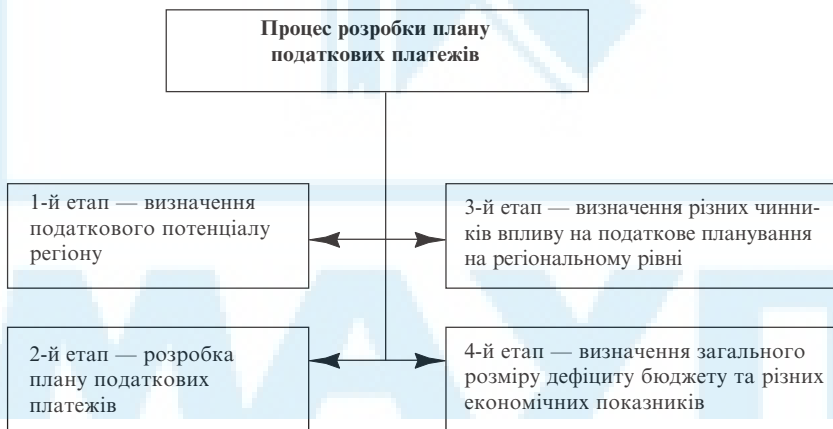 Процес розробки плану
податкових платежів
1-й етап — визначення
податкового потенціалу
регіону
3-й етап — визначення різних чинни-
ків впливу на податкове планування
на регіональному рівні
2-й етап — розробка
плану податкових
платежів
4-й етап — визначення загального
розміру дефіциту бюджету та різних
економічних показників
МАУП